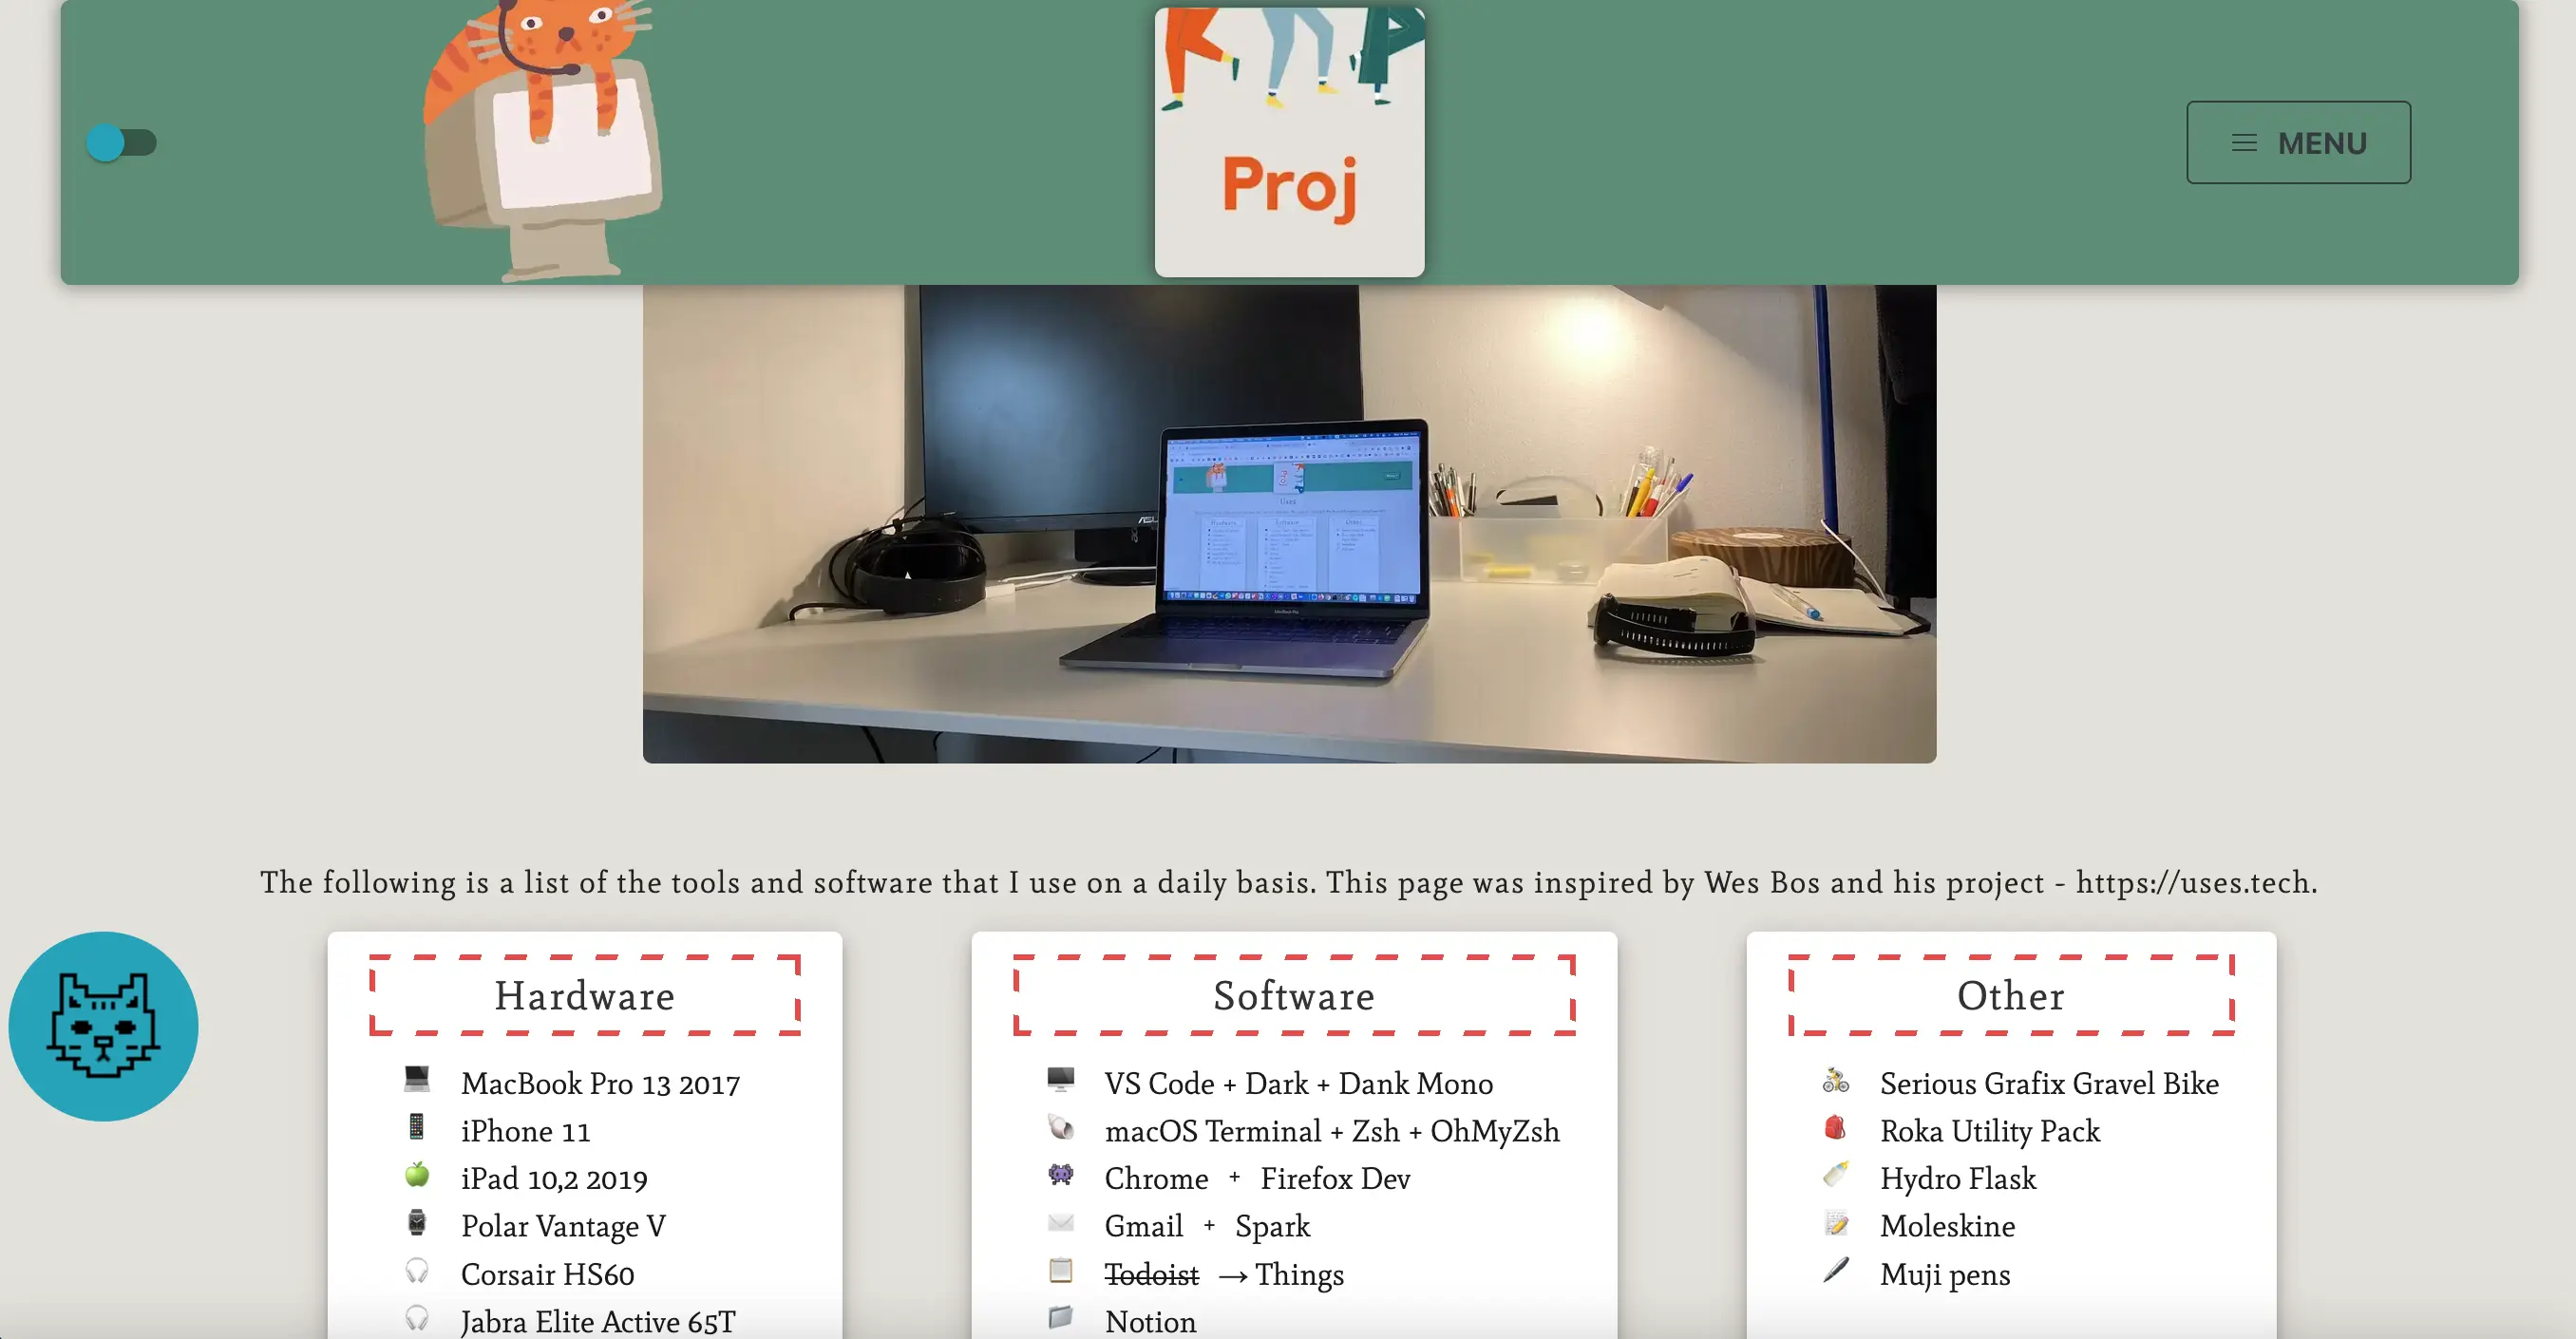 Proj
MENU
The following is a list of the tools and software that I use on a daily basis. This page was inspired by Wes Bos and his project - https://uses.tech.
Hardware
MacBook Pro 13 2017
iPhone 11
iPad 10,2 2019
Polar Vantage V
Corsair HS60
Jabra Elite Active 65T
Software
VS Code + Dark + Dank Mono
macOS Terminal + Zsh + OhMyZsh
Chrome + Firefox Dev
Gmail + Spark
Todoist → Things
Notion
Other
Serious Grafix Gravel Bike
Roka Utility Pack
Hydro Flask
Moleskine
Muji pens